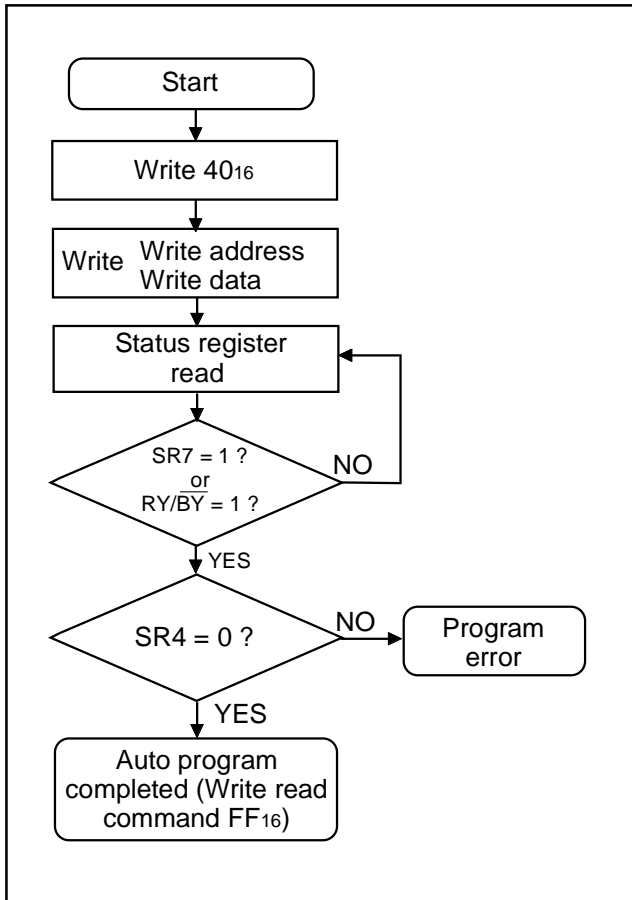 Start
Write 40₁₆
Write Write address
Write data
Status register
read
SR7 = 1 ?
or
RY/B̅Y̅ = 1 ?
NO
YES
SR4 = 0 ?
NO
Program
error
YES
Auto program
completed (Write read
command FF₁₆)